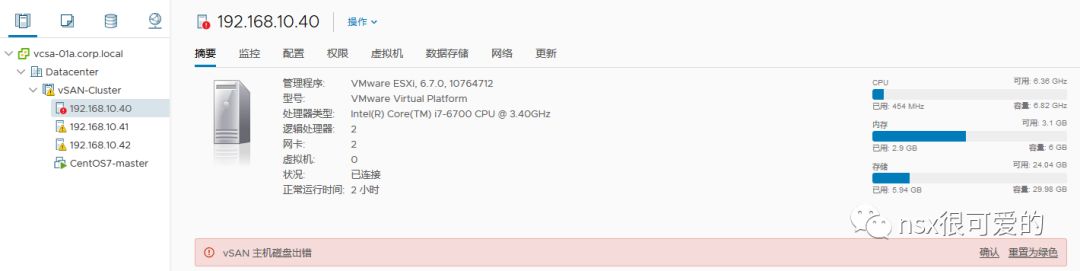 192.168.10.40 操作
摘要 监控 配置 权限 虚拟机 数据存储 网络 更新
vcsa-01a.corp.local
Datacenter
vSAN-Cluster
192.168.10.40
192.168.10.41
192.168.10.42
CentOS7-master
管理程序: VMware ESXi, 6.7.0, 10764712
型号: VMware Virtual Platform
处理器类型: Intel(R) Core(TM) i7-6700 CPU @ 3.40GHz
逻辑处理器: 2
网卡: 2
虚拟机: 0
状况: 已连接
正常运行时间: 2 小时
CPU 可用: 6.36 GHz
已用: 454 MHz 容量: 6.82 GHz
内存 可用: 3.1 GB
已用: 2.9 GB 容量: 6 GB
存储 可用: 24.04 GB
已用: 5.94 GB 容量: 29.98 GB
nsx很可爱的
vSAN 主机磁盘出错 确认 重置为绿色